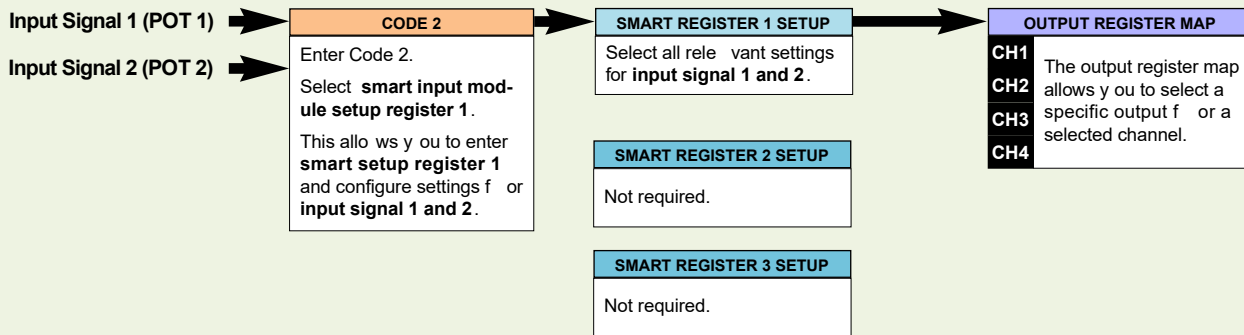 Input Signal 1 (POT 1)
Input Signal 2 (POT 2)
CODE 2
Enter Code 2.
Select smart input mod-
ule setup register 1.
This allo ws y ou to enter
smart setup register 1
and configure settings f or
input signal 1 and 2.
SMART REGISTER 1 SETUP
Select all rele vant settings
for input signal 1 and 2.
SMART REGISTER 2 SETUP
Not required.
SMART REGISTER 3 SETUP
Not required.
OUTPUT REGISTER MAP
CH1
CH2
CH3
CH4
The output register map
allows y ou to select a
specific output f or a
selected channel.